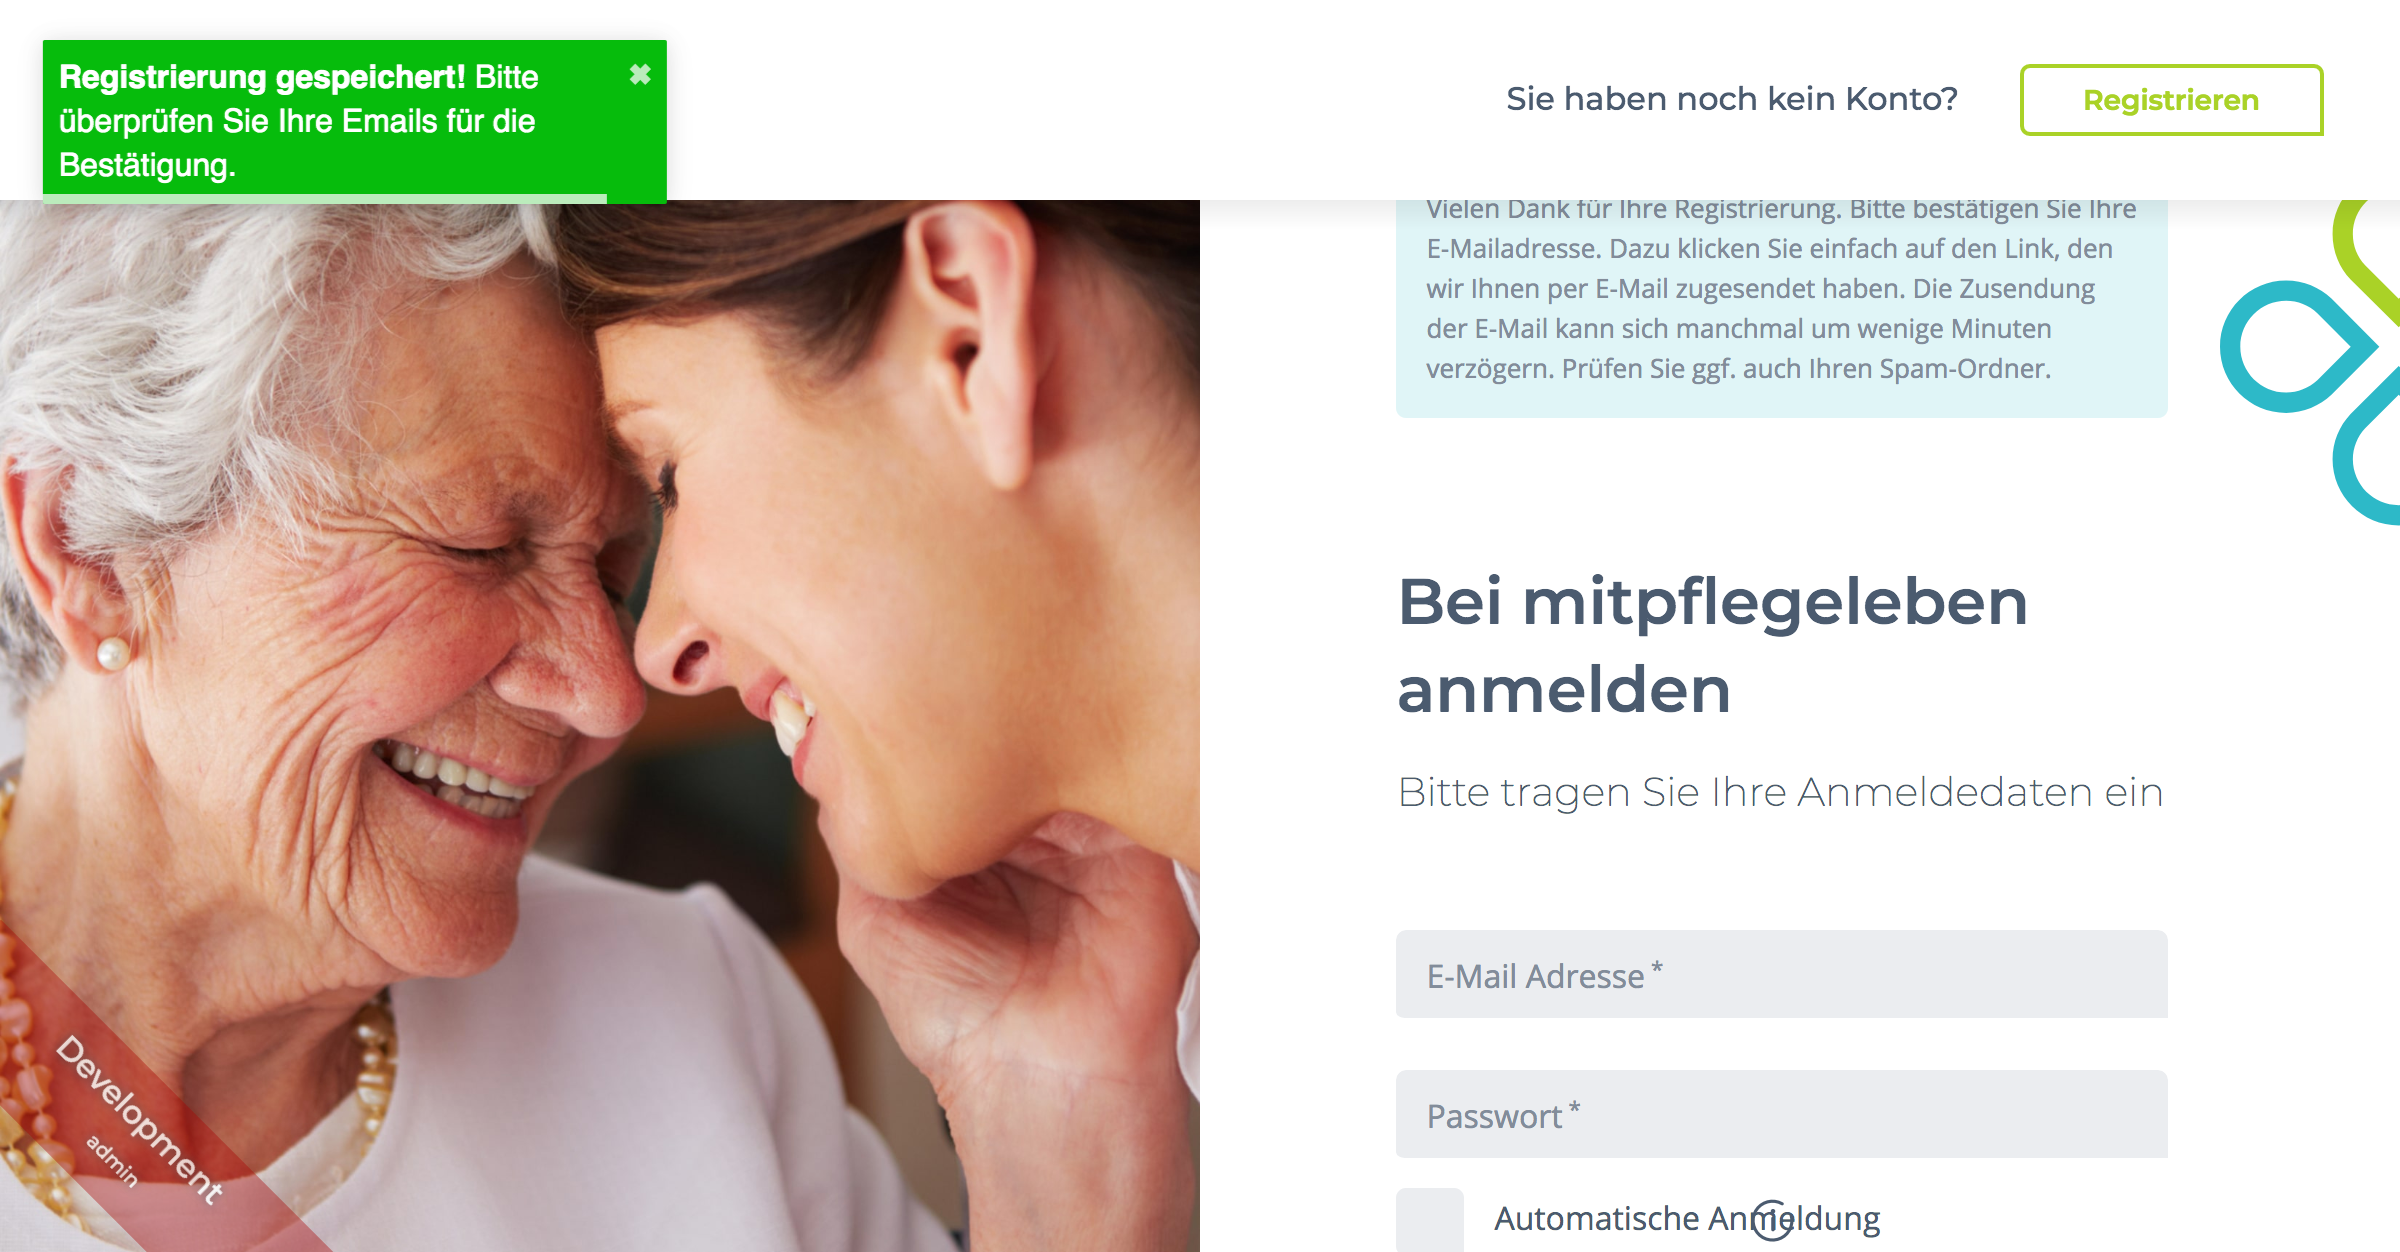 Registrierung gespeichert! Bitte
überprüfen Sie Ihre Emails für die
Bestätigung.
Sie haben noch kein Konto?
Registrieren
Vielen Dank für Ihre Registrierung. Bitte bestätigen Sie Ihre
E-Mailadresse. Dazu klicken Sie einfach auf den Link, den
wir Ihnen per E-Mail zugesendet haben. Die Zusendung
der E-Mail kann sich manchmal um wenige Minuten
verzögern. Prüfen Sie ggf. auch Ihren Spam-Ordner.
Bei mitpflegeleben
anmelden
Bitte tragen Sie Ihre Anmeldedaten ein
E-Mail Adresse *
Passwort *
Automatische Anmeldung
Development
admin